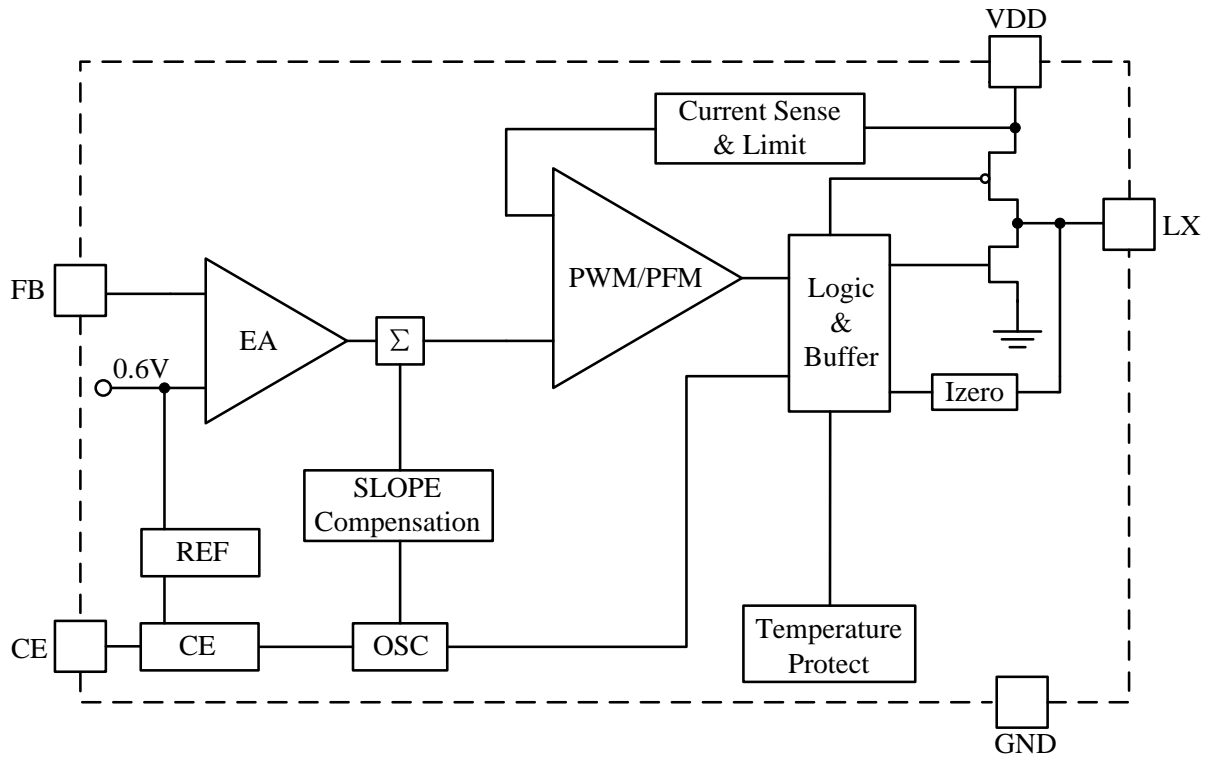 VDD
Current Sense
& Limit
LX
FB
EA
Σ
PWM/PFM
Logic
&
Buffer
0.6V
Izero
SLOPE
Compensation
REF
CE
CE
OSC
Temperature
Protect
GND